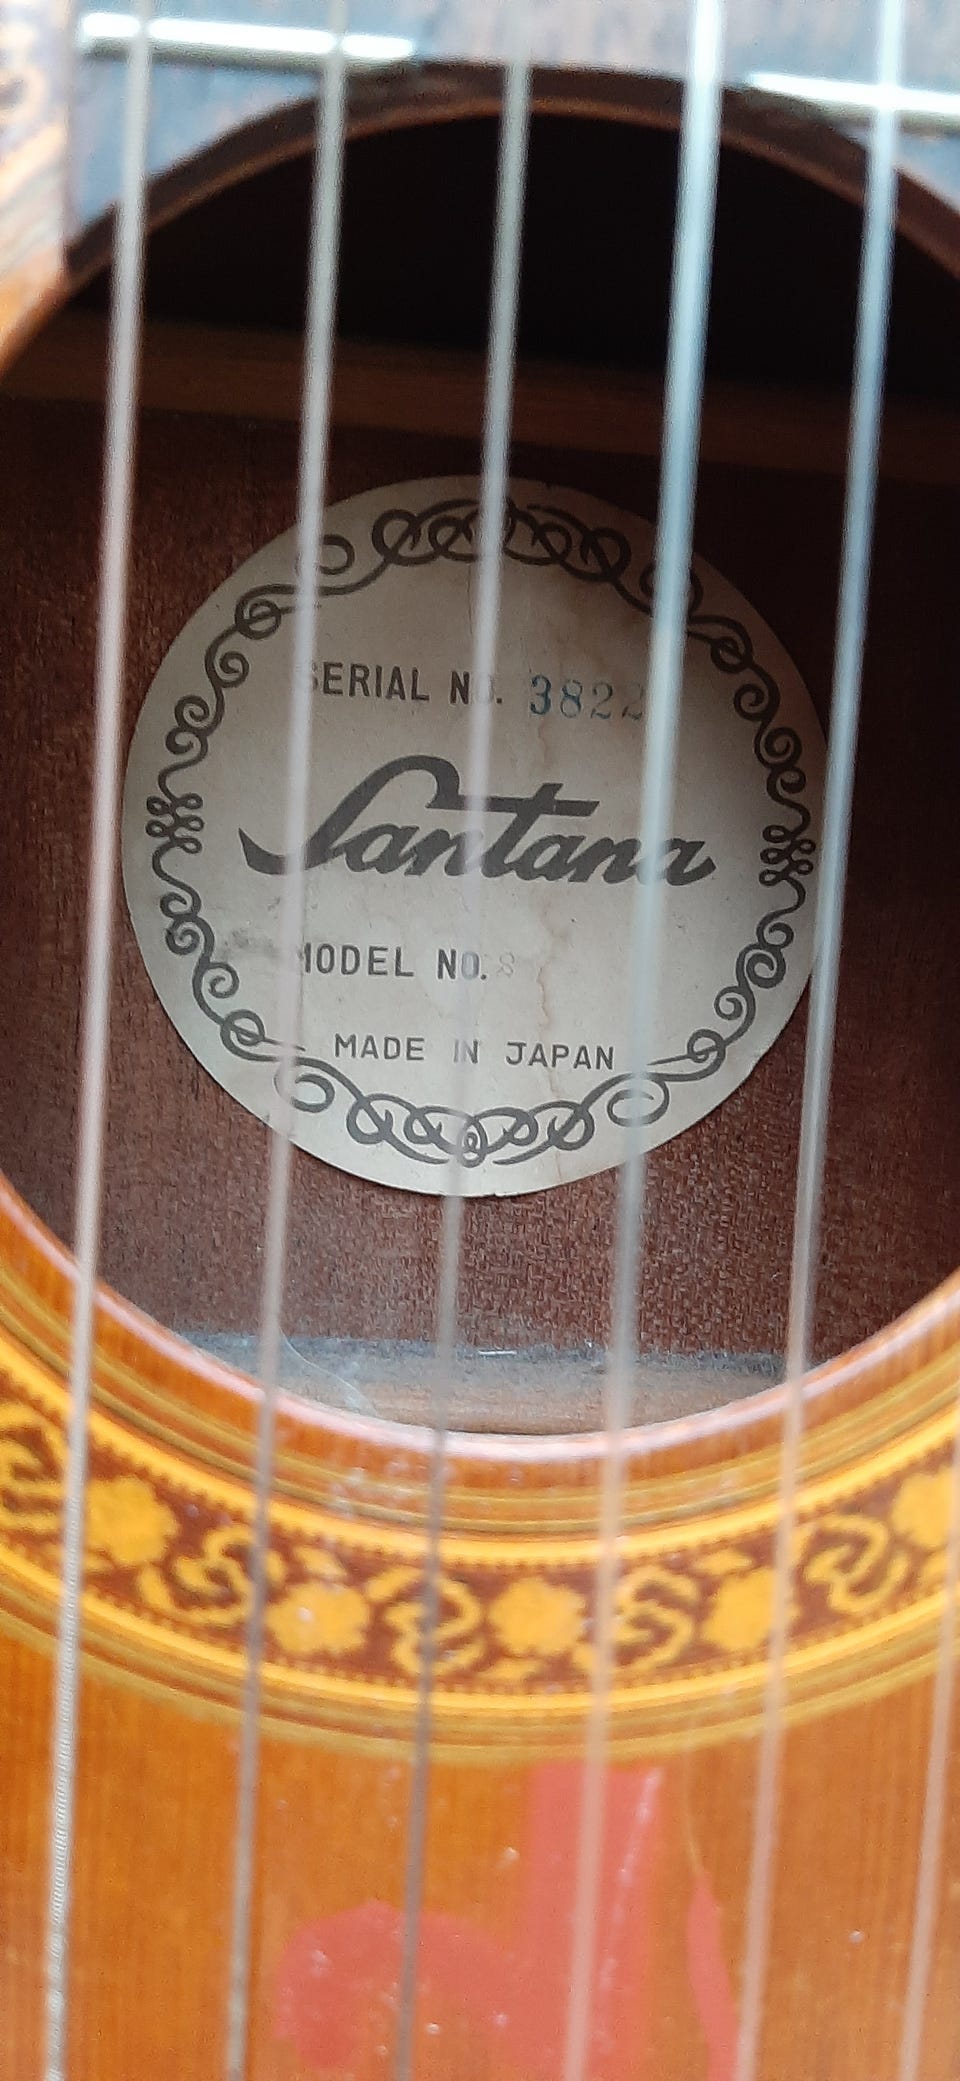 SERIAL NO. 3822
Santana
MODEL NO. 8
MADE IN JAPAN